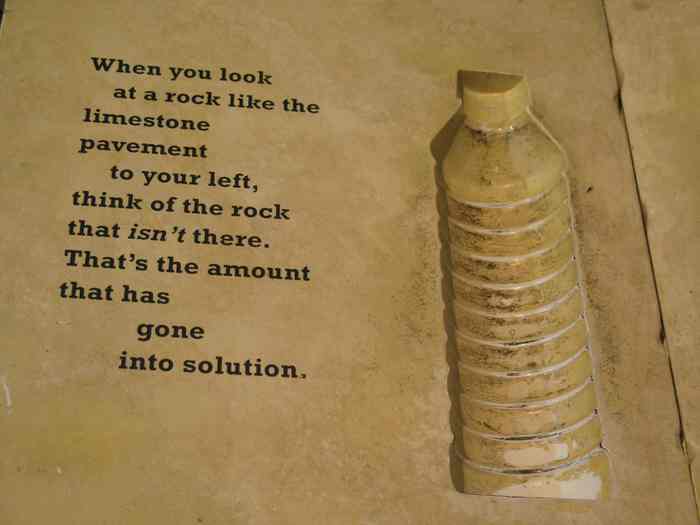 When you look
at a rock like the
limestone
pavement
to your left,
think of the rock
that isn't there.
That's the amount
that has
gone
into solution.